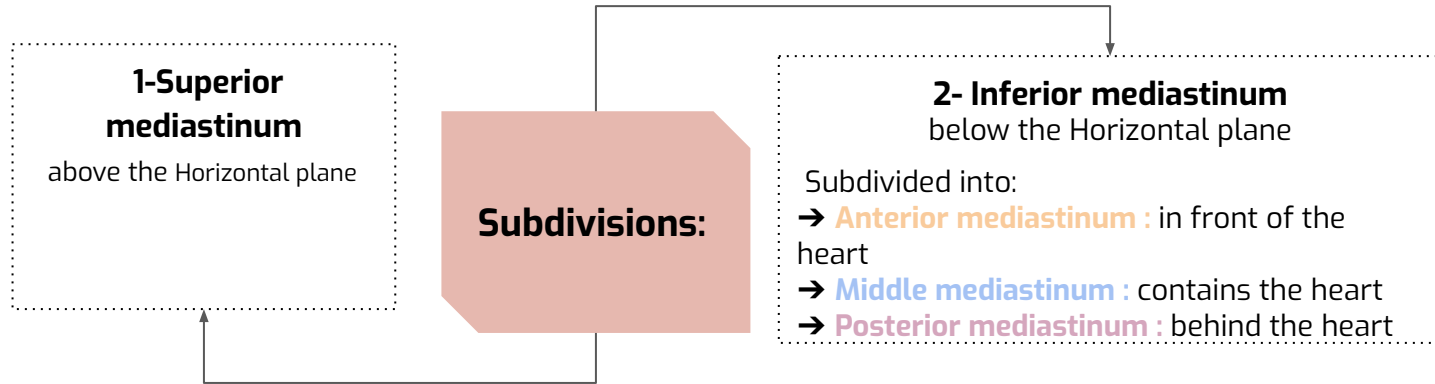 1-Superior
mediastinum
above the Horizontal plane
Subdivisions:
2- Inferior mediastinum
below the Horizontal plane
Subdivided into:
➔ Anterior mediastinum : in front of the
heart
➔ Middle mediastinum : contains the heart
➔ Posterior mediastinum : behind the heart